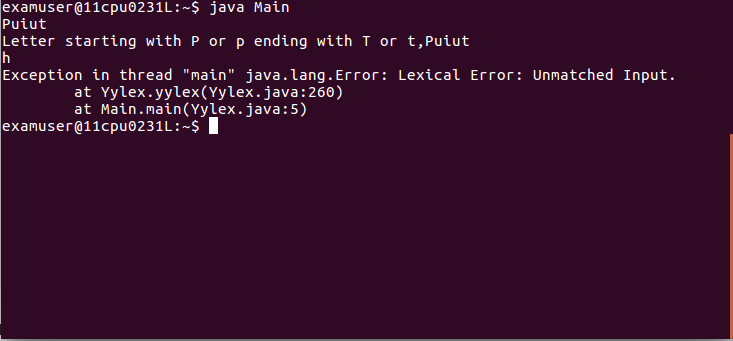 examuser@11cpu0231L:~$ java Main
Puiut
Letter starting with P or p ending with T or t,Puiut
h
Exception in thread "main" java.lang.Error: Lexical Error: Unmatched Input.
        at Yylex.yylex(Yylex.java:260)
        at Main.main(Yylex.java:5)
examuser@11cpu0231L:~$